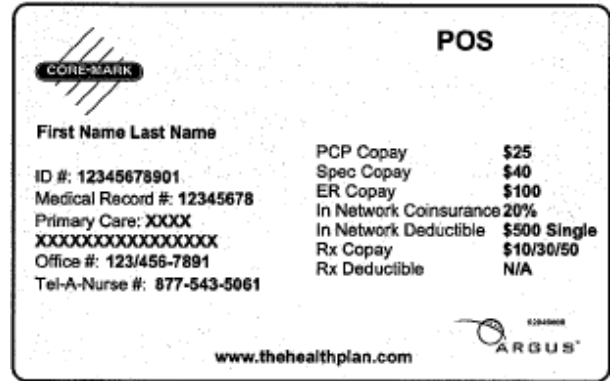 POS
CORE-MARK
First Name Last Name
ID #: 12345678901
Medical Record #: 12345678
Primary Care: XXXX
XXXXXXXXXXXXXXXX
Office #: 123/456-7891
Tel-A-Nurse #: 877-543-5061
PCP Copay $25
Spec Copay $40
ER Copay $100
In Network Coinsurance 20%
In Network Deductible $500 Single
Rx Copay $10/30/50
Rx Deductible N/A
ARGUS
www.thehealthplan.com